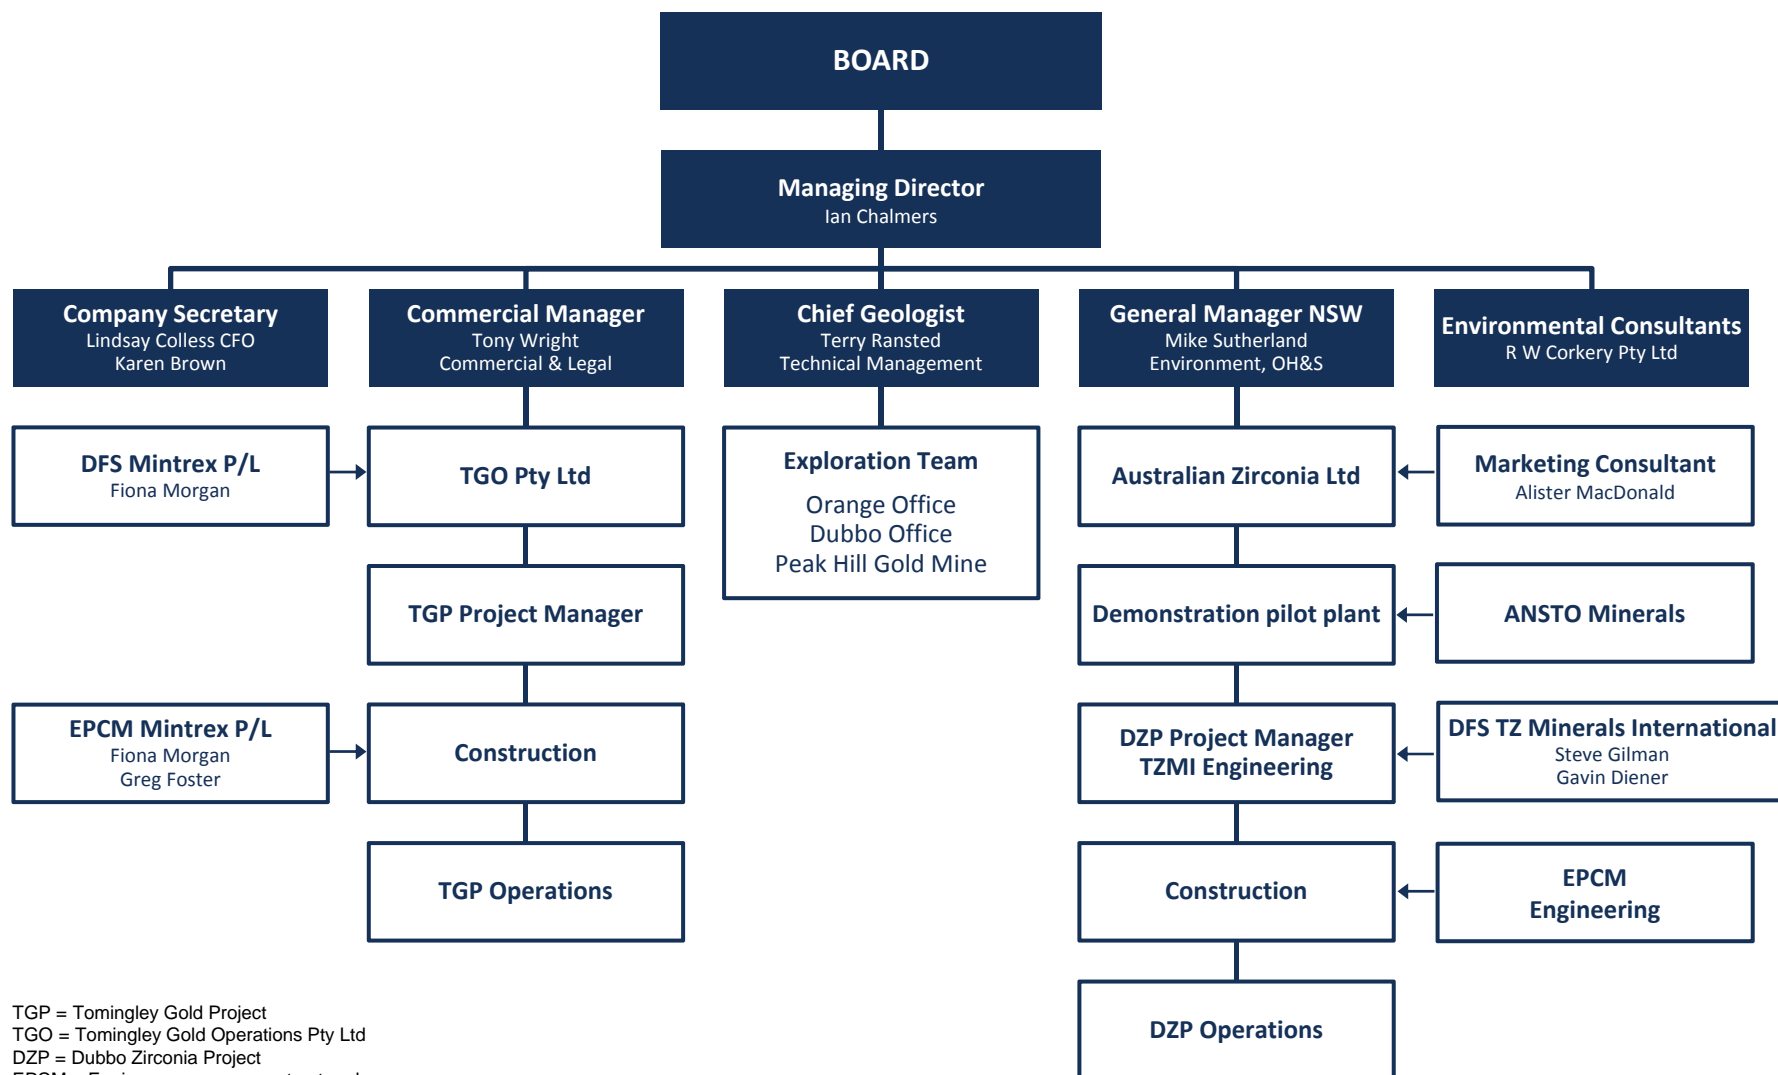 BOARD
Managing Director
Ian Chalmers
Company Secretary
Lindsay Colless CFO
Karen Brown
Commercial Manager
Tony Wright
Commercial & Legal
Chief Geologist
Terry Ransted
Technical Management
General Manager NSW
Mike Sutherland
Environment, OH&S
Environmental Consultants
R W Corkery Pty Ltd
DFS Mintrex P/L
Fiona Morgan
TGO Pty Ltd
Exploration Team
Orange Office
Dubbo Office
Peak Hill Gold Mine
Australian Zirconia Ltd
Marketing Consultant
Alister MacDonald
TGP Project Manager
Demonstration pilot plant
ANSTO Minerals
EPCM Mintrex P/L
Fiona Morgan
Greg Foster
Construction
DZP Project Manager
TZMI Engineering
DFS TZ Minerals International
Steve Gilman
Gavin Diener
TGP Operations
Construction
EPCM
Engineering
DZP Operations
TGP = Tomingley Gold Project
TGO = Tomingley Gold Operations Pty Ltd
DZP = Dubbo Zirconia Project